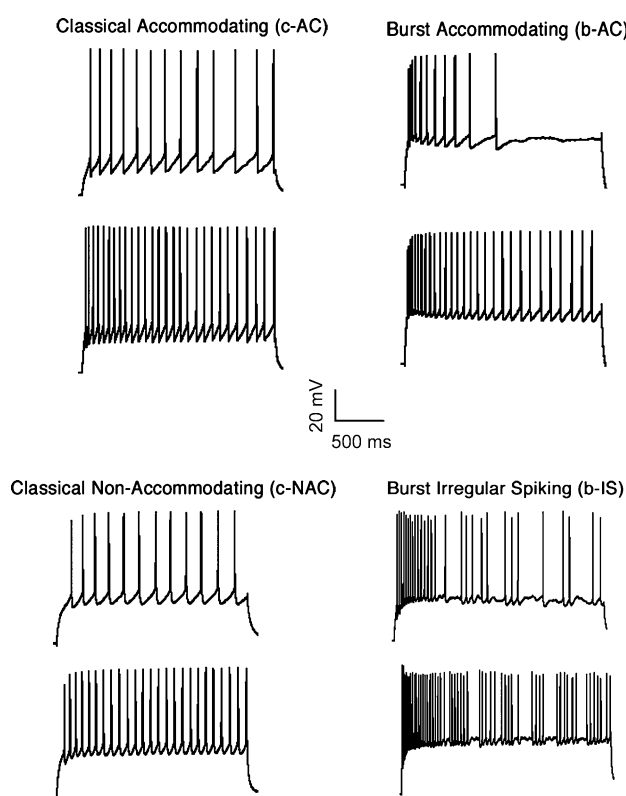 Classical Accommodating (c-AC)
Burst Accommodating (b-AC)
20 mV
500 ms
Classical Non-Accommodating (c-NAC)
Burst Irregular Spiking (b-IS)